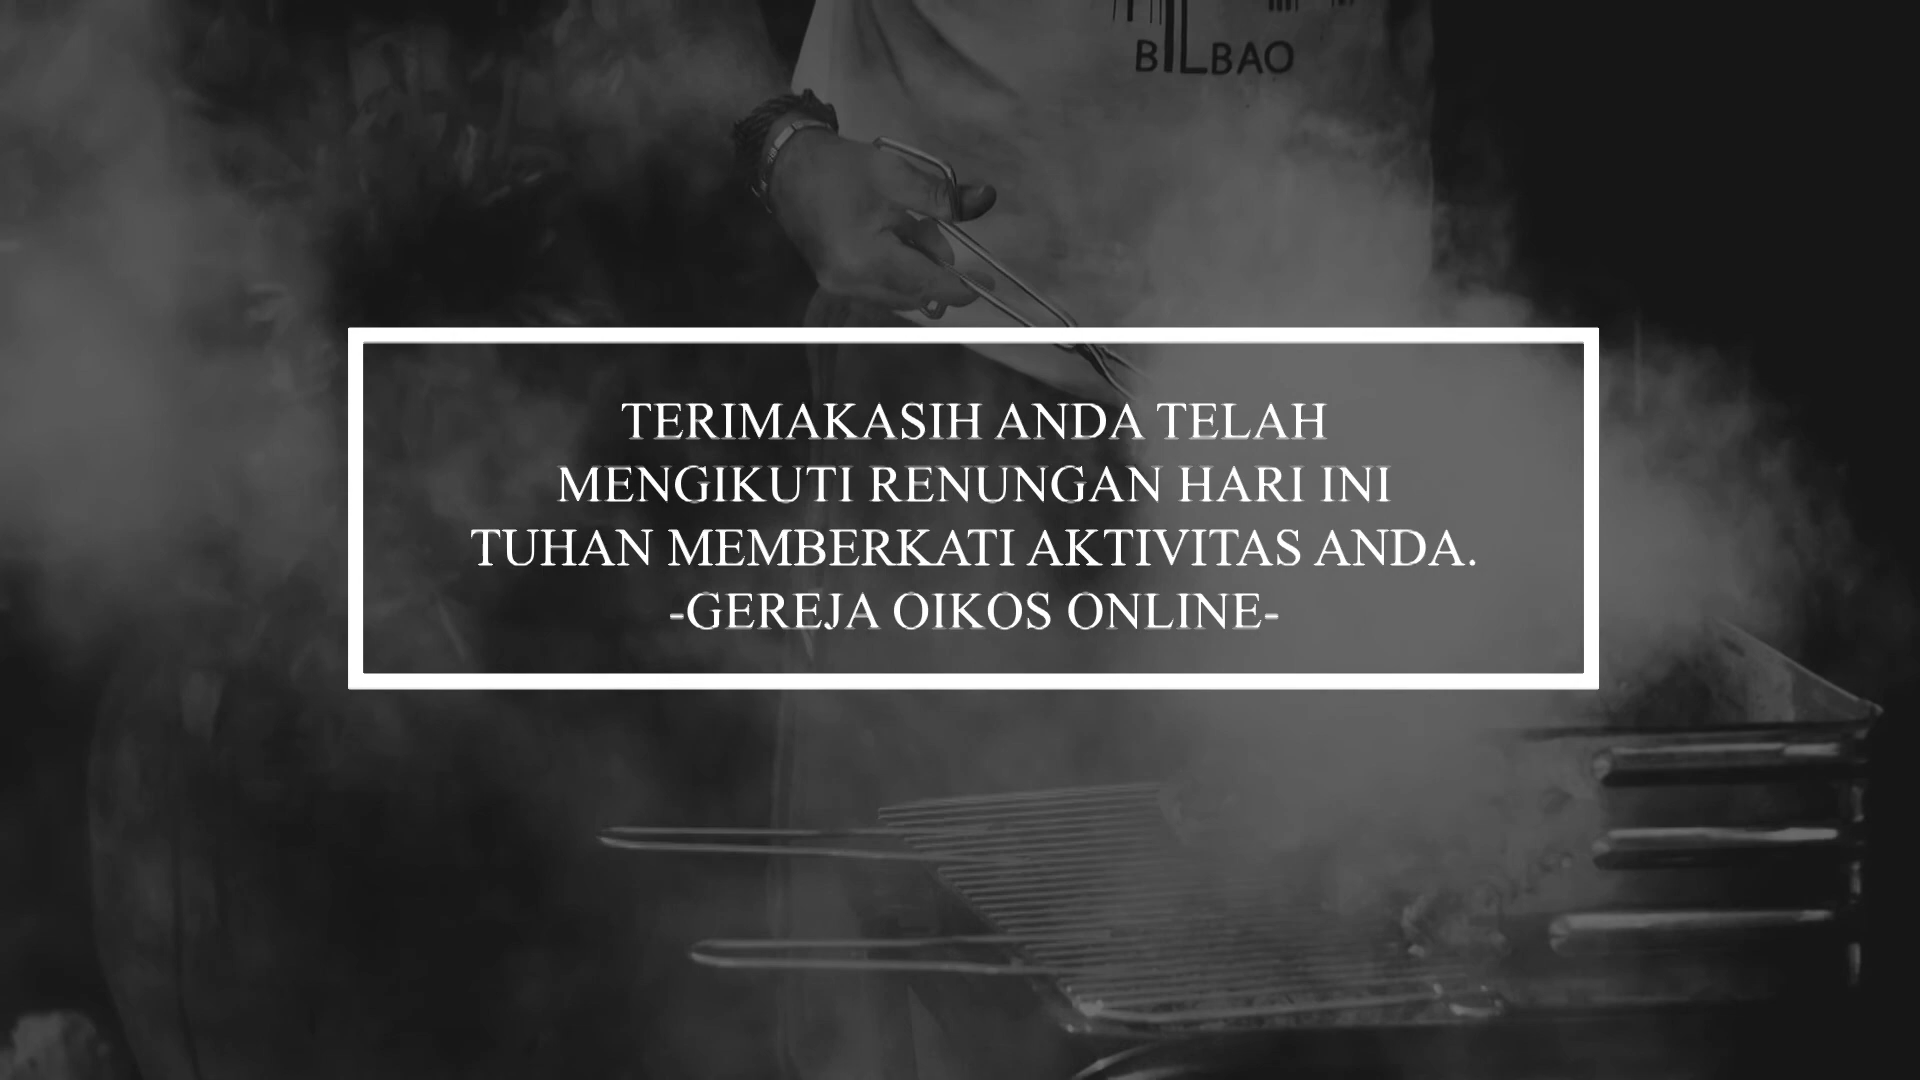 BILBAO
TERIMAKASIH ANDA TELAH
MENGIKUTI RENUNGAN HARI INI
TUHAN MEMBERKATI AKTIVITAS ANDA.
-GEREJA OIKOS ONLINE-